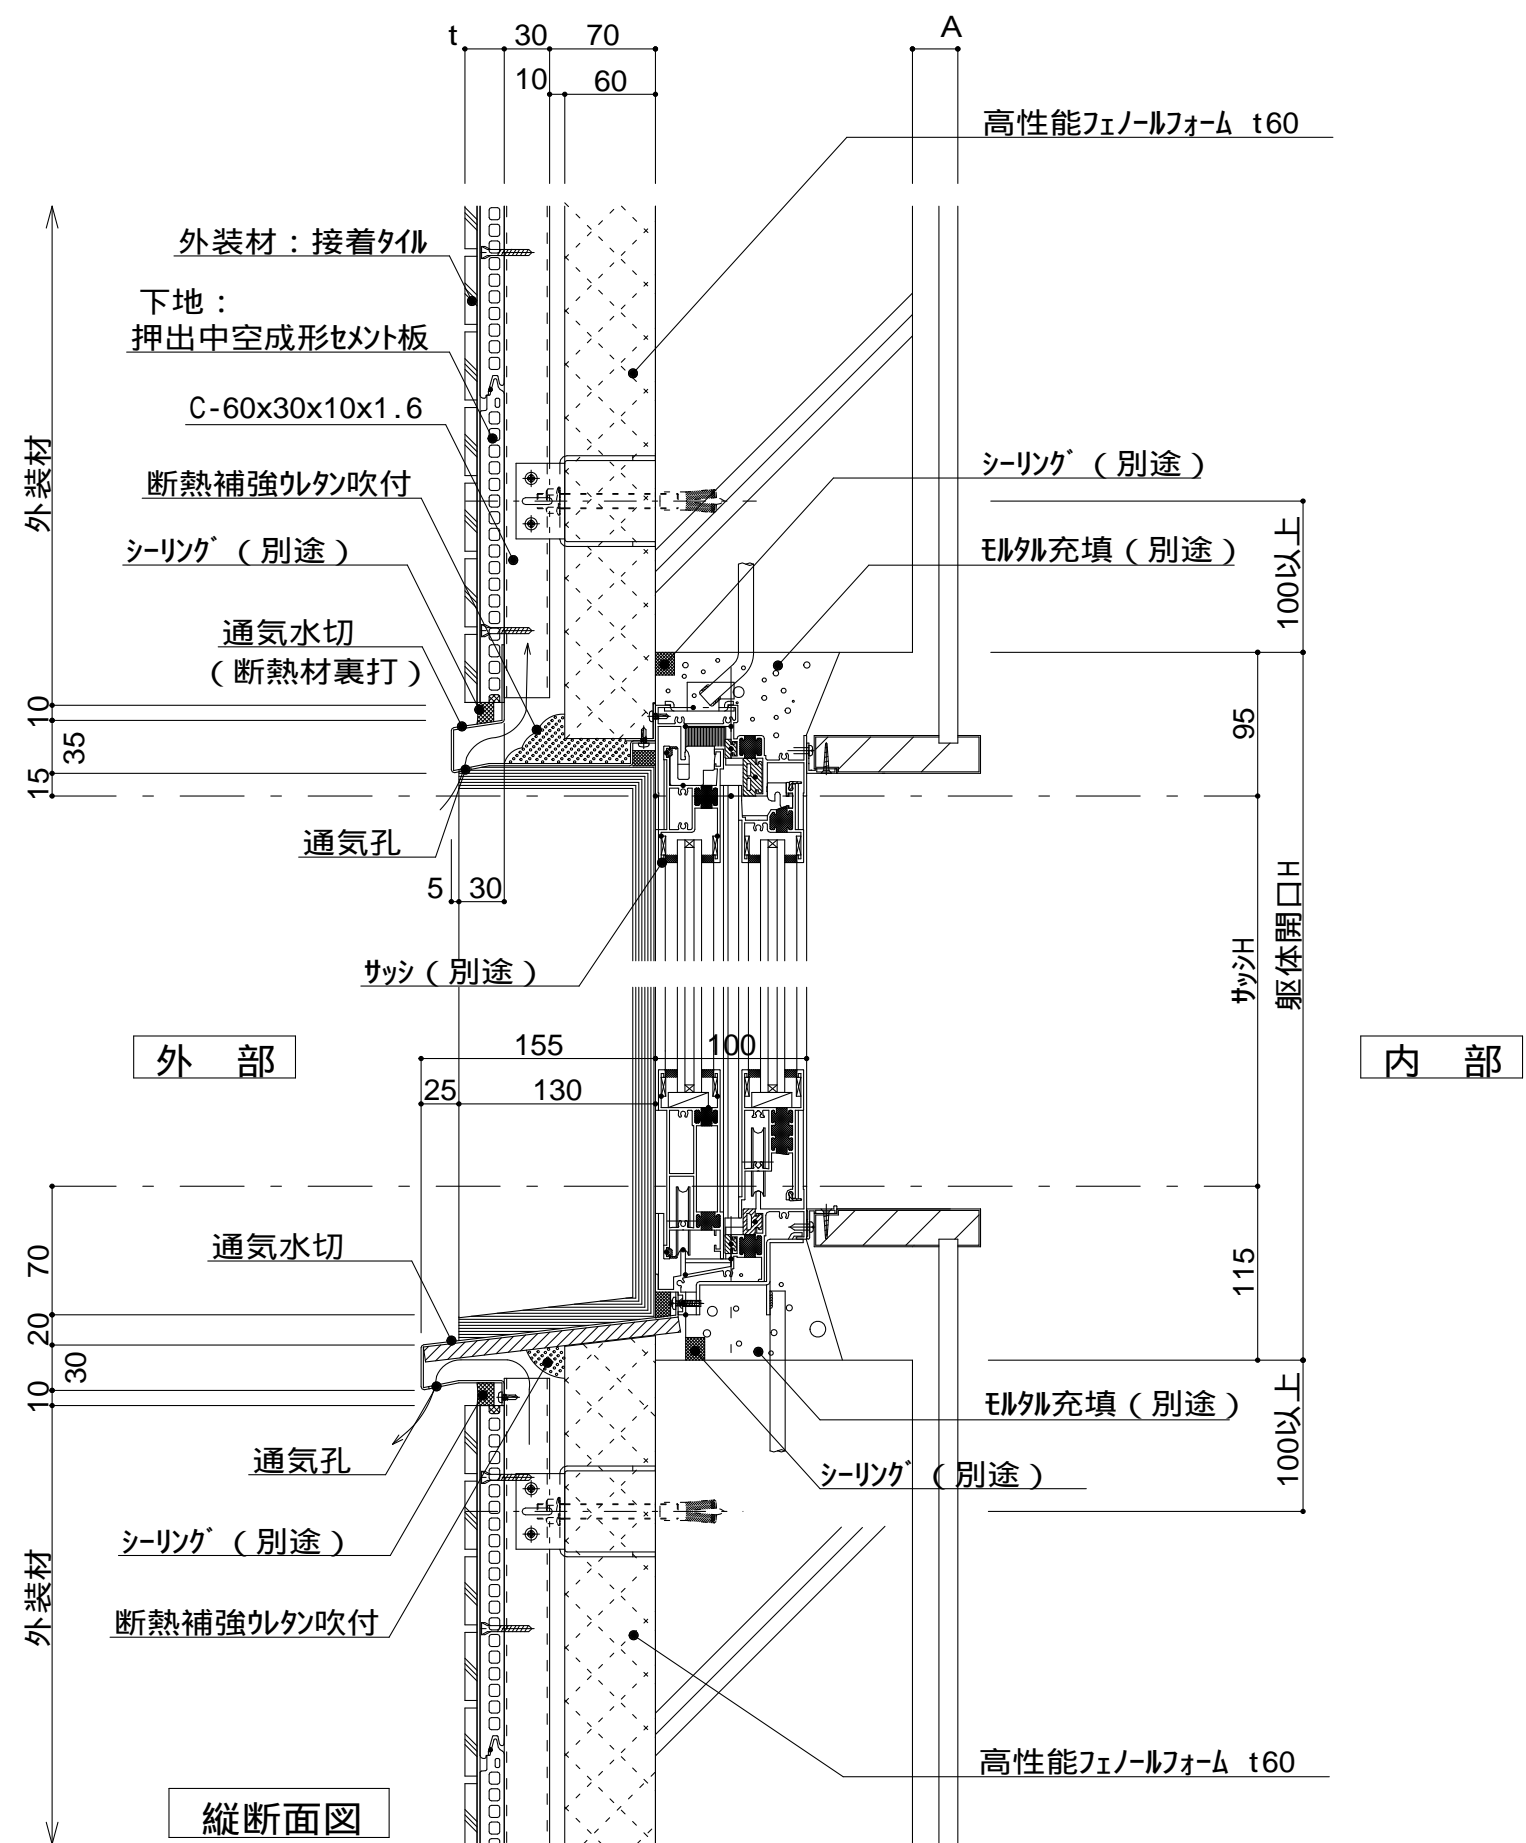 t
30
70
A
10
60
高性能フェノールフォーム t60
外装材：接着タイル
下地：
押出中空成形セメント板
C-60x30x10x1.6
外装材
断熱補強ウレタン吹付
シーリング（別途）
シーリング（別途）
モルタル充填（別途）
100以上
通気水切
（断熱材裏打）
10
35
15
95
通気孔
5
30
サッシ（別途）
サッシH
躯体開口H
外 部
内 部
155
100
25
130
通気水切
70
20
30
10
115
モルタル充填（別途）
100以上
通気孔
シーリング（別途）
シーリング（別途）
外装材
断熱補強ウレタン吹付
高性能フェノールフォーム t60
縦断面図